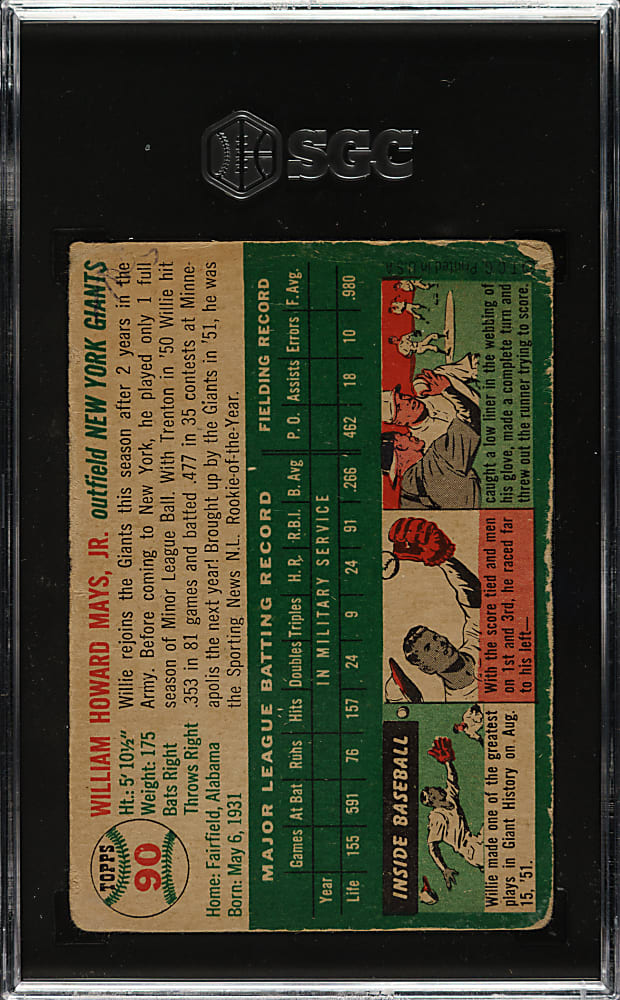 SGC
TOPPS
90
WILLIAM HOWARD MAYS, JR. outfield NEW YORK GIANTS
Ht.: 5' 10½"
Weight: 175
Bats Right
Throws Right
Home: Fairfield, Alabama
Born: May 6, 1931
Willie rejoins the Giants this season after 2 years in the
Army. Before coming to New York, he played only 1 full
season of Minor League Ball. With Trenton in '50 Willie hit
.353 in 81 games and batted .477 in 35 contests at Minne-
apolis the next year! Brought up by the Giants in '51, he was
the Sporting News N.L. Rookie-of-the-Year.
MAJOR LEAGUE BATTING RECORD FIELDING RECORD
Games At Bat Runs Hits Doubles Triples H.R. R.B.I. B. Avg P. O. Assists Errors F. Avg.
Year IN MILITARY SERVICE
Life 155 591 76 157 24 9 24 91 .266 462 18 10 .980
INSIDE BASEBALL
Willie made one of the greatest
plays in Giant History on Aug.
15, '51.
With the score tied and men
on 1st and 3rd, he raced far
to his left—
caught a low liner in the webbing of
his glove, made a complete turn and
threw out the runner trying to score.
T.C.G. Printed in U.S.A.